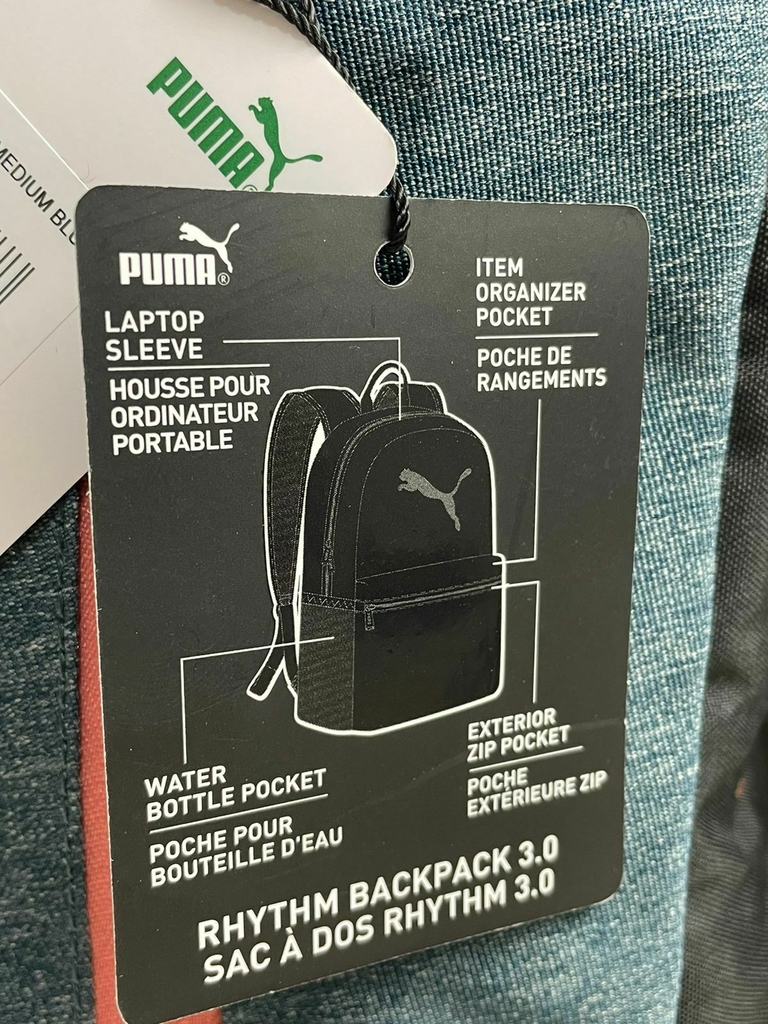 PUMA®
MEDIUM
PUMA®
LAPTOP
SLEEVE
HOUSSE POUR
ORDINATEUR
PORTABLE
ITEM
ORGANIZER
POCKET
POCHE DE
RANGEMENTS
WATER
BOTTLE POCKET
POCHE POUR
BOUTEILLE D'EAU
EXTERIOR
ZIP POCKET
POCHE
EXTÉRIEURE ZIP
RHYTHM BACKPACK 3.0
SAC À DOS RHYTHM 3.0